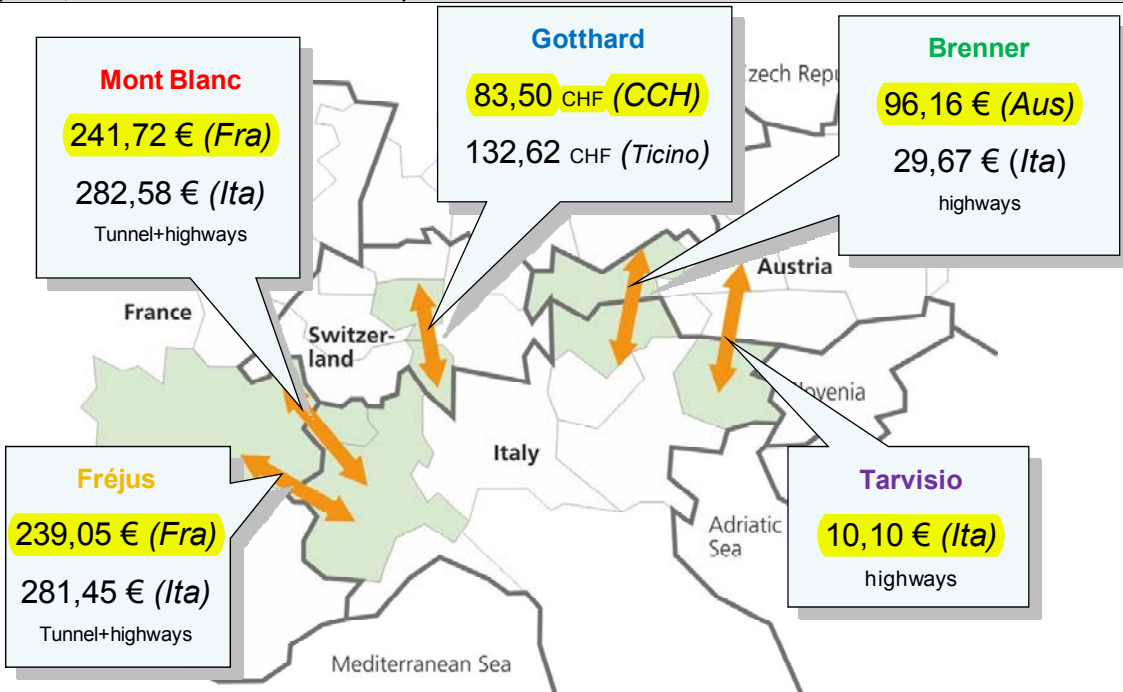 Mont Blanc
241,72 € (Fra)
282,58 € (Ita)
Tunnel+highways
Gotthard
83,50 CHF (CCH)
132,62 CHF (Ticino)
Brenner
96,16 € (Aus)
29,67 € (Ita)
highways
Austria
France
Switzer-
land
Italy
Adriatic
Sea
Mediterranean Sea
Fréjus
239,05 € (Fra)
281,45 € (Ita)
Tunnel+highways
Tarvisio
10,10 € (Ita)
highways